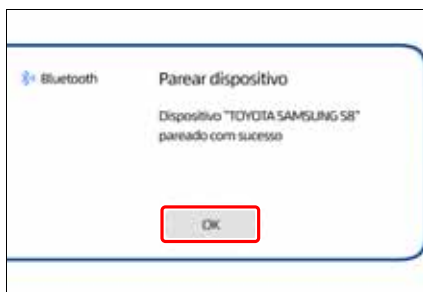 Bluetooth
Parear dispositivo
Dispositivo "TOYOTA SAMSUNG S8"
pareado com sucesso
OK